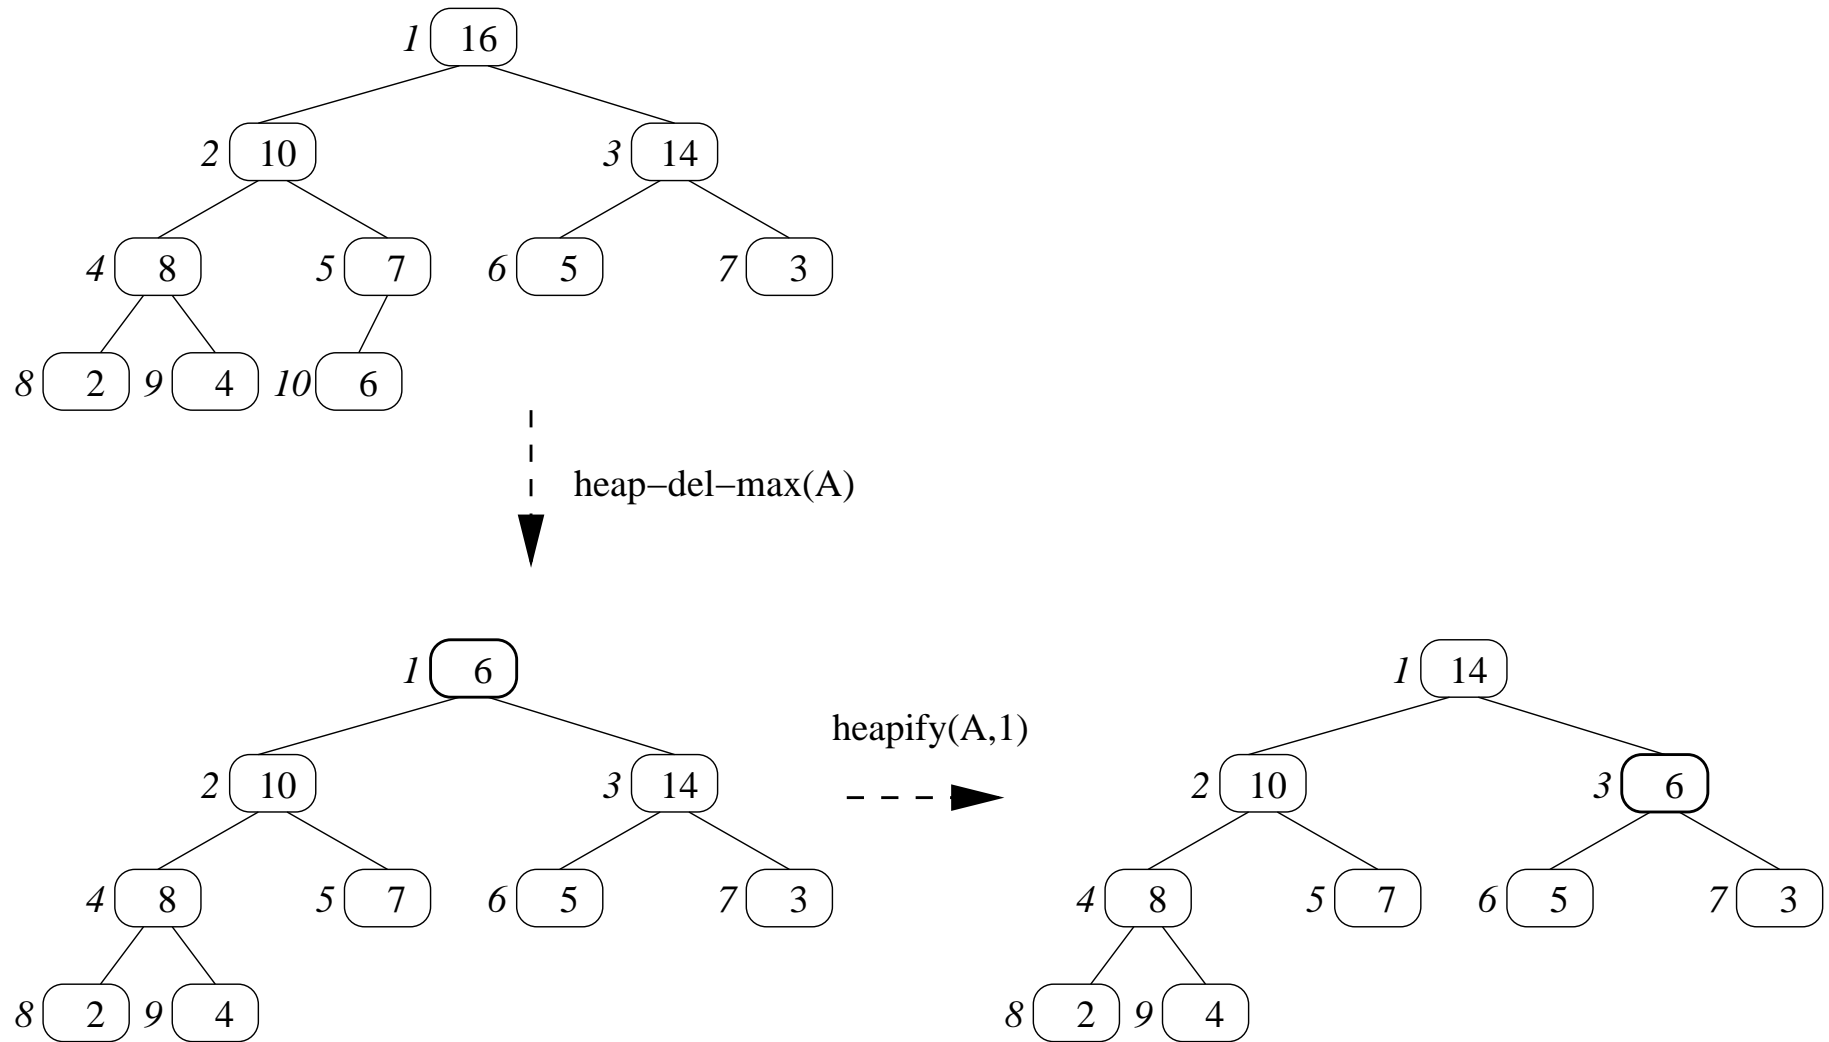 1 16
2 10 3 14
4 8 5 7 6 5 7 3
8 2 9 4 10 6
heap−del−max(A)
1 6 1 14
heapify(A,1)
2 10 3 14 2 10 3 6
4 8 5 7 6 5 7 3 4 8 5 7 6 5 7 3
8 2 9 4 8 2 9 4